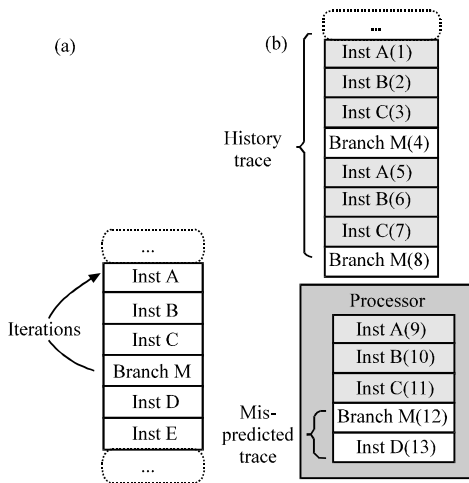 (a)
...
Inst A
Inst B
Inst C
Branch M
Inst D
Inst E
...
Iterations
(b)
...
Inst A(1)
Inst B(2)
Inst C(3)
Branch M(4)
Inst A(5)
Inst B(6)
Inst C(7)
Branch M(8)
History
trace
Processor
Inst A(9)
Inst B(10)
Inst C(11)
Branch M(12)
Inst D(13)
Mis-
predicted
trace